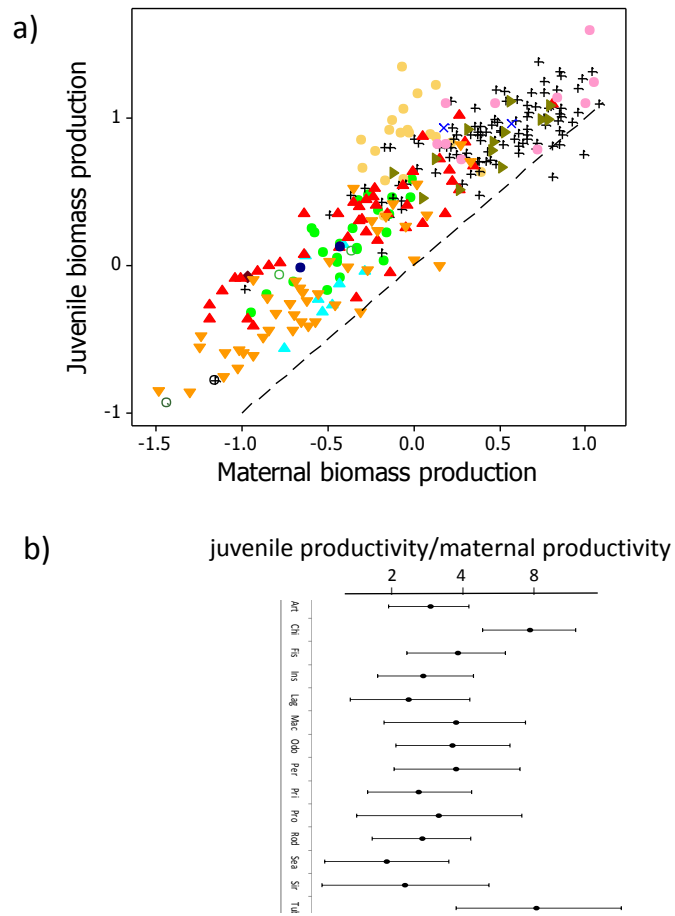 a)
Juvenile biomass production
1
0
-1
-1.5 -1.0 -0.5 0.0 0.5 1.0
Maternal biomass production
b)
juvenile productivity/maternal productivity
2 4 8
Art
Chi
Fis
Ins
Lag
Mac
Odo
Per
Pri
Pro
Rod
Sea
Sir